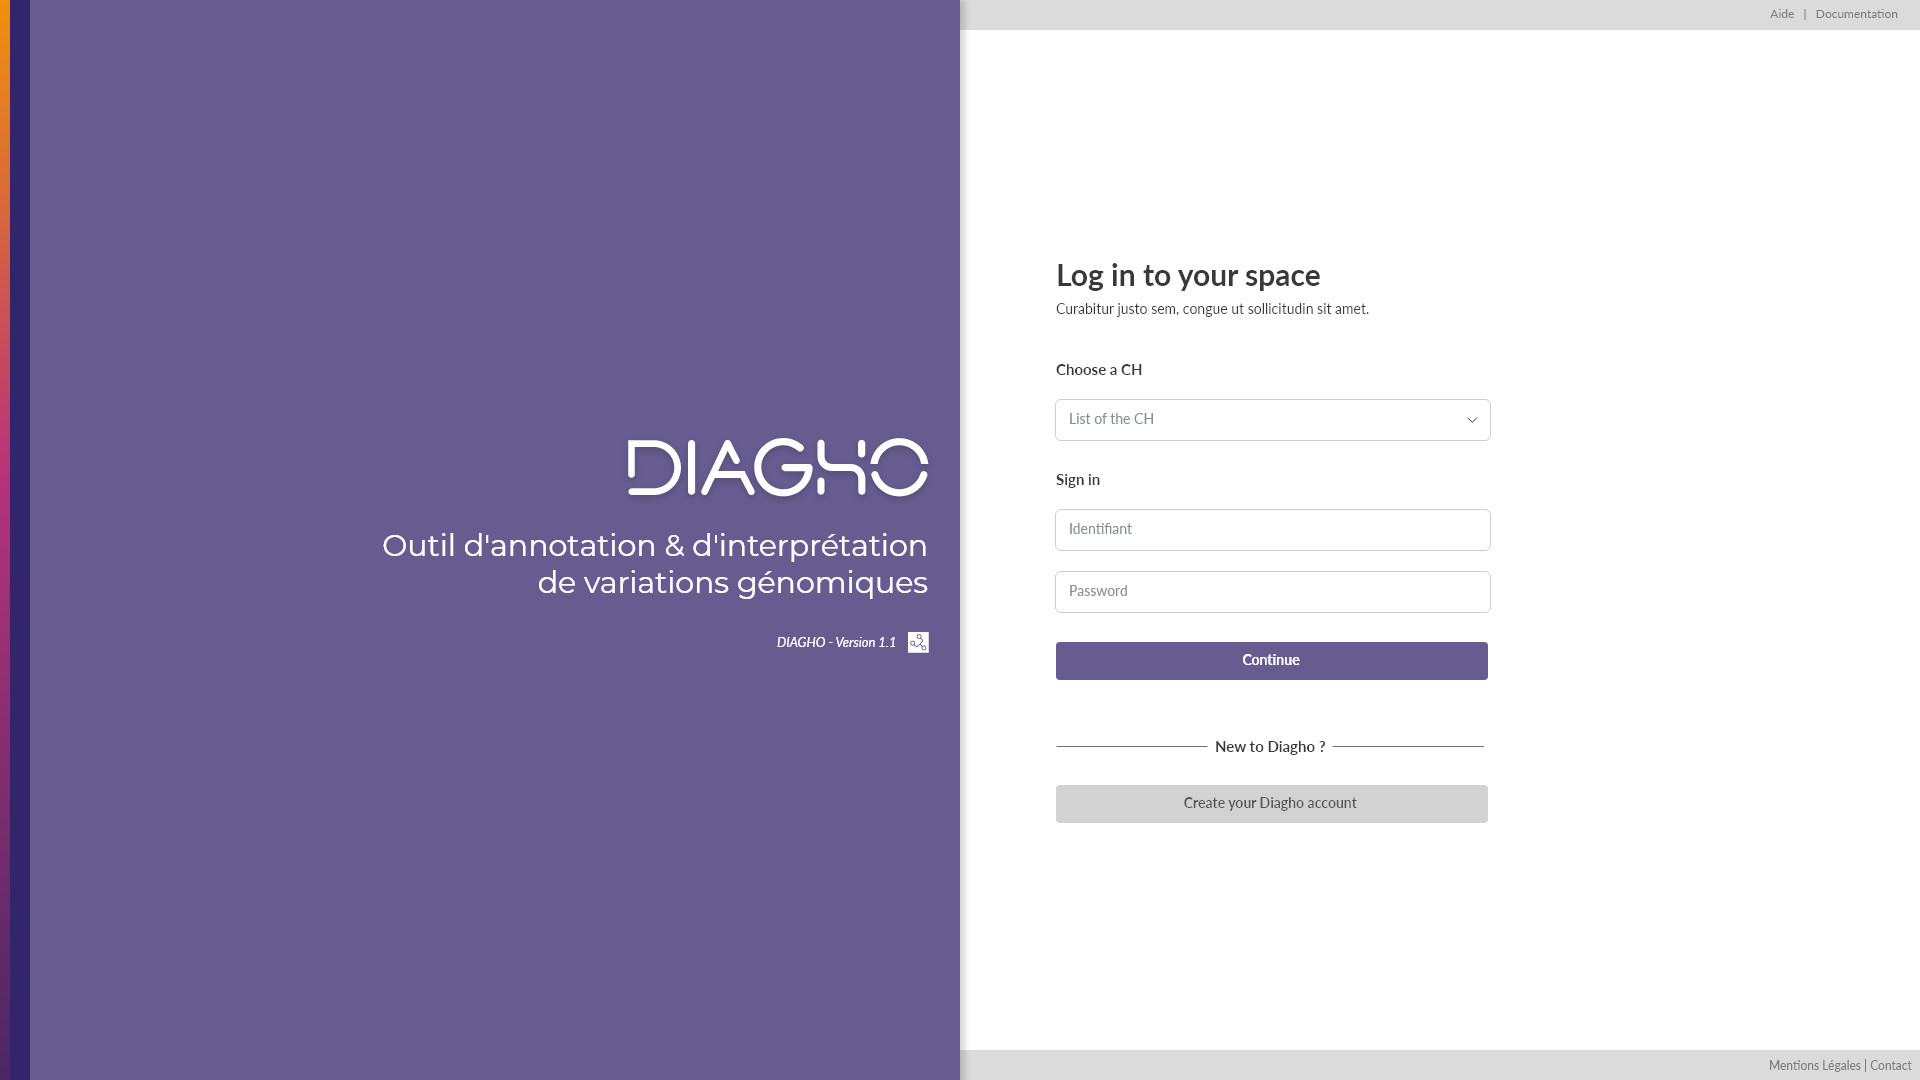 Aide | Documentation
DIAGHO
Outil d'annotation & d'interprétation
de variations génomiques
DIAGHO - Version 1.1
Log in to your space
Curabitur justo sem, congue ut sollicitudin sit amet.
Choose a CH
List of the CH
Sign in
Identifiant
Password
Continue
New to Diagho ?
Create your Diagho account
Mentions Légales | Contact